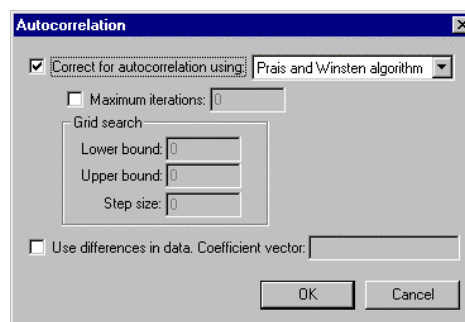 Autocorrelation
Correct for autocorrelation using: Prais and Winsten algorithm
Maximum iterations: 0
Grid search
Lower bound: 0
Upper bound: 0
Step size: 0
Use differences in data. Coefficient vector:
OK Cancel